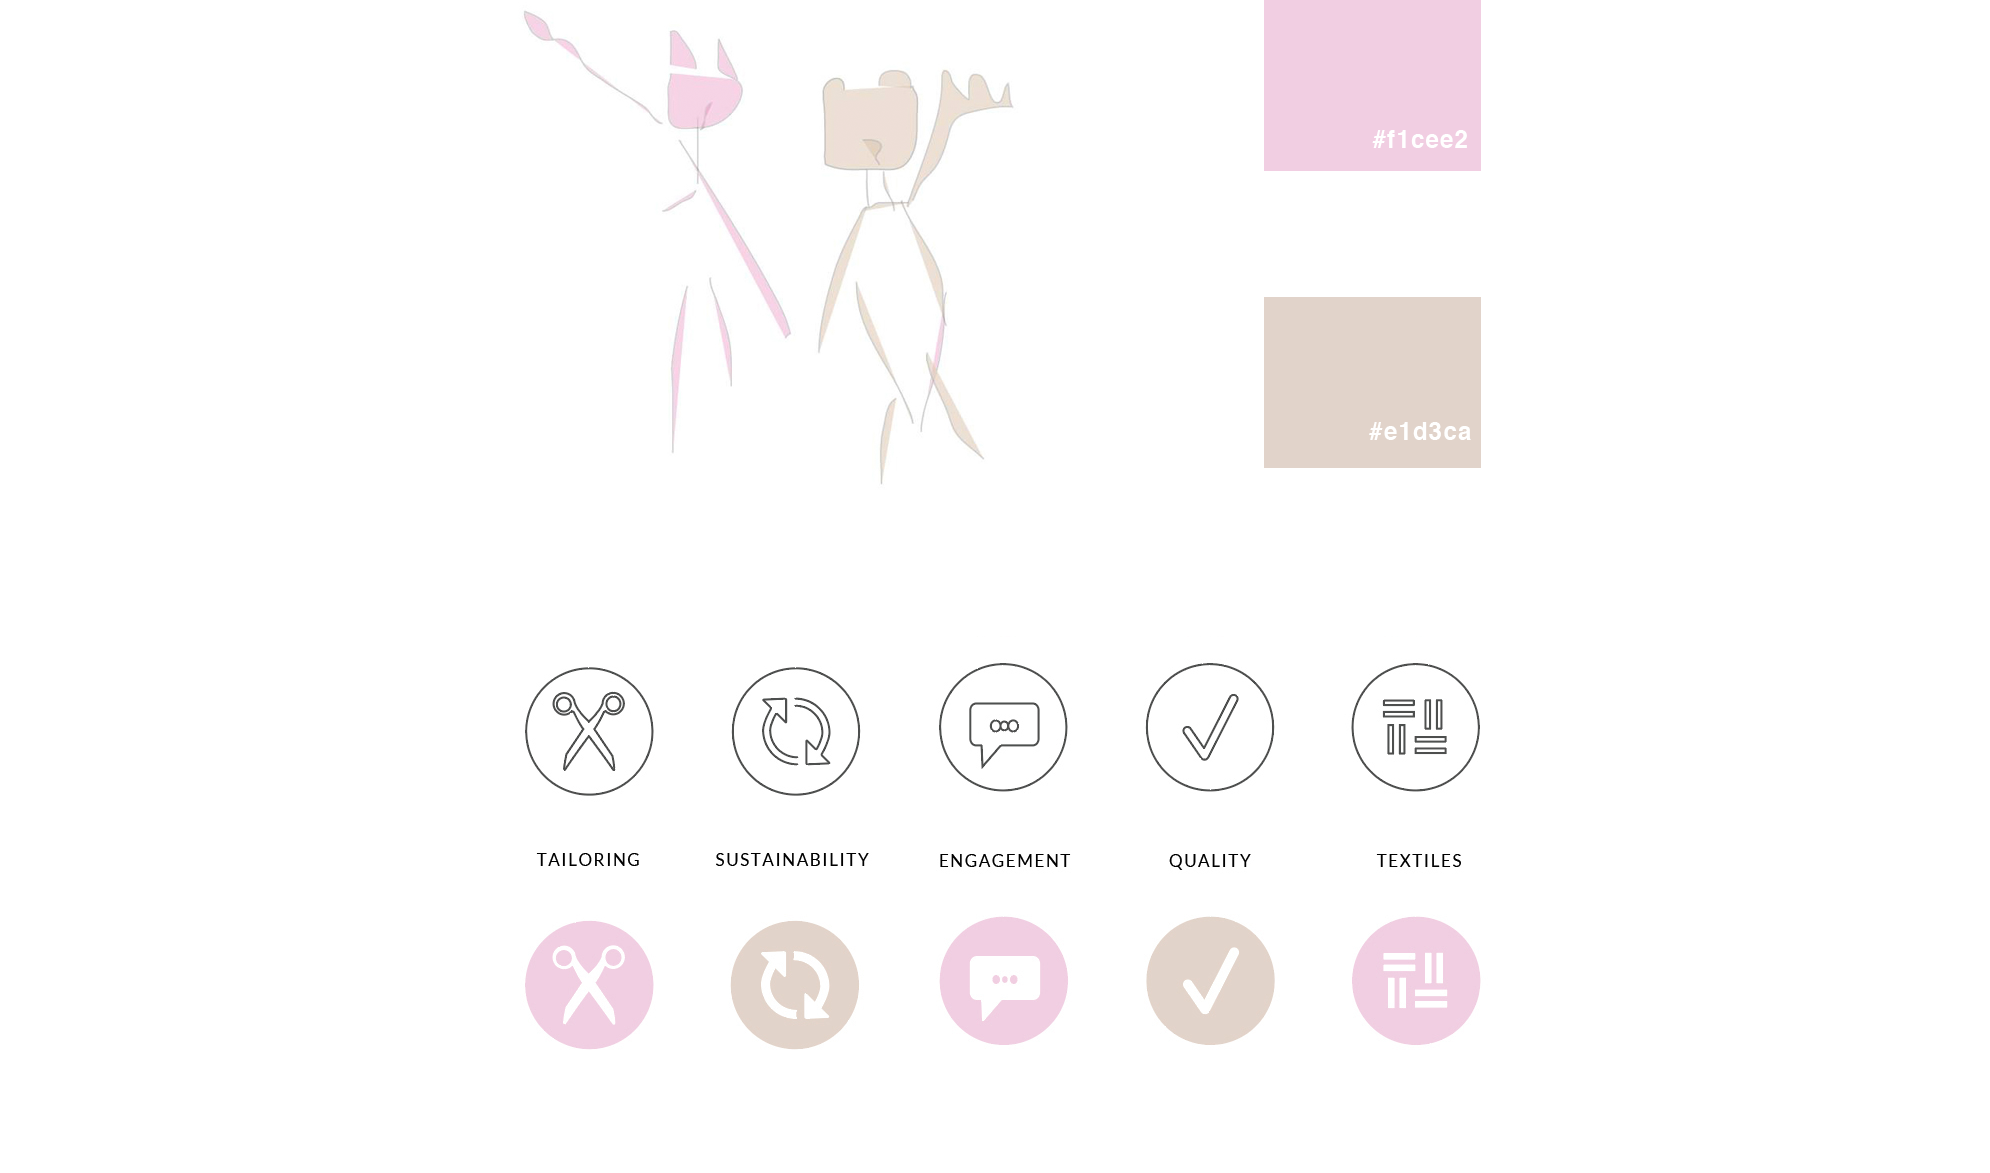 #f1cee2
#e1d3ca
TAILORING
SUSTAINABILITY
ENGAGEMENT
QUALITY
TEXTILES